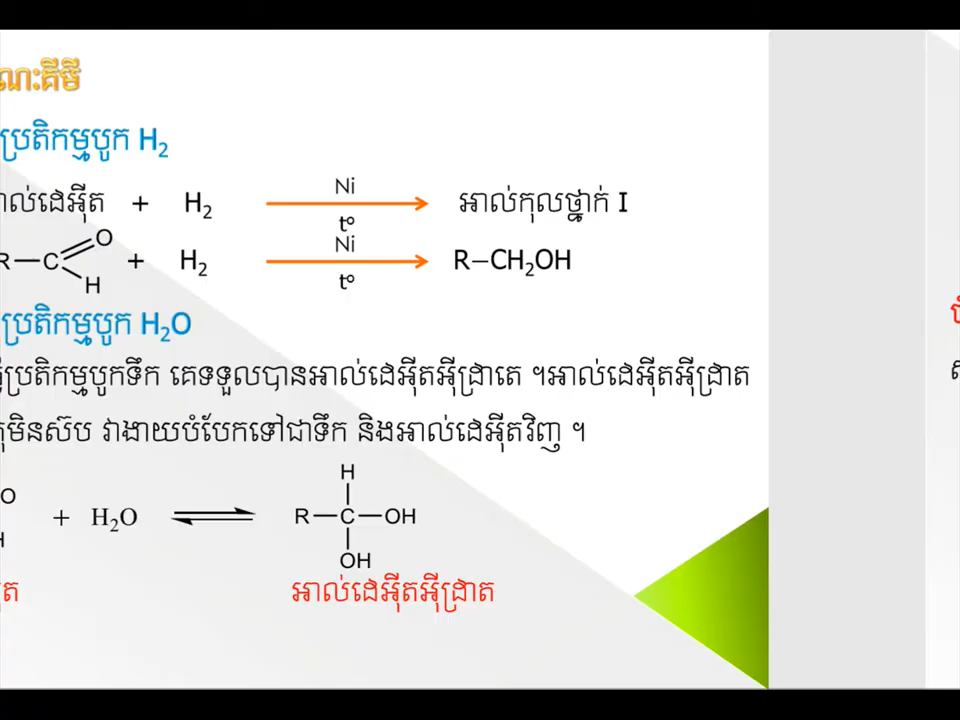 ណៈគីមី
ប្រតិកម្មបូក H₂
ាល់ដេអ៊ីត + H₂ Ni t° អាល់កុលថ្នាក់ I
R–C O H + H₂ Ni t° R–CH₂OH
ប្រតិកម្មបូក H₂O
ប្រតិកម្មបូកទឹក គេទទួលបានអាល់ដេអ៊ីតអ៊ីដ្រាតេ ។អាល់ដេអ៊ីតអ៊ីដ្រាត
មិនស៊ប វាងាយបំបែកទៅជាទឹក និងអាល់ដេអ៊ីតវិញ ។
O H + H₂O ⇌ R–C–OH H OH
ត អាល់ដេអ៊ីតអ៊ីដ្រាត